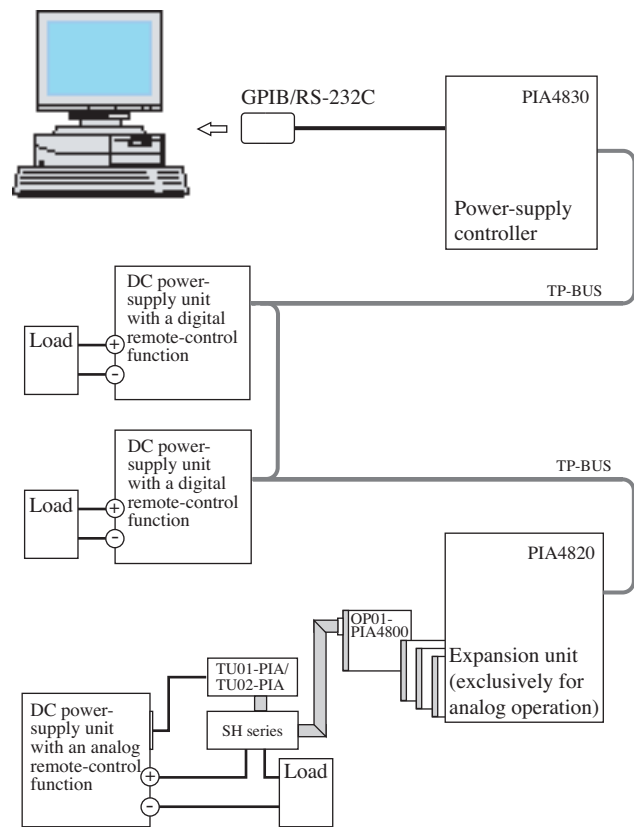 GPIB/RS-232C
PIA4830
Power-supply
controller
TP-BUS
DC power-
supply unit
with a digital
remote-control
function
Load
+
-
TP-BUS
DC power-
supply unit
with a digital
remote-control
function
Load
+
-
PIA4820
Expansion unit
(exclusively for
analog operation)
OP01-
PIA4800
TU01-PIA/
TU02-PIA
SH series
DC power-
supply unit
with an analog
remote-control
function
+
-
Load